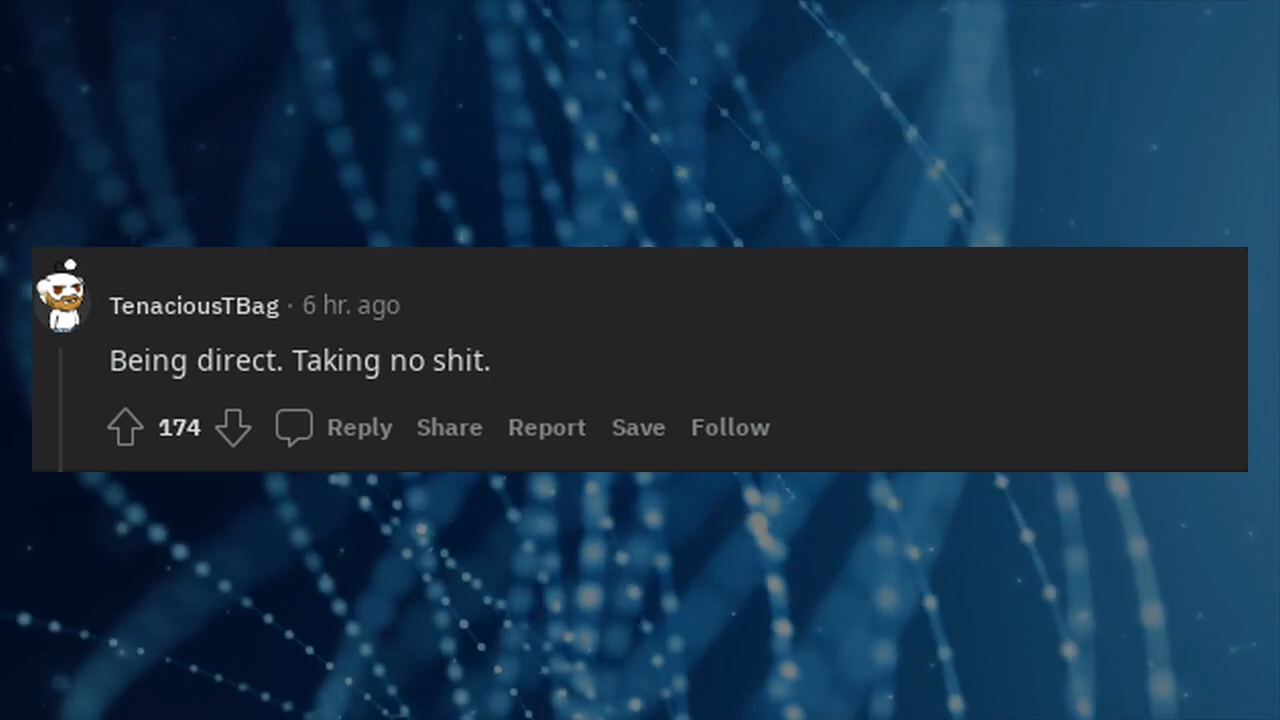 TenaciousTBag · 6 hr. ago
Being direct. Taking no shit.
174 Reply Share Report Save Follow